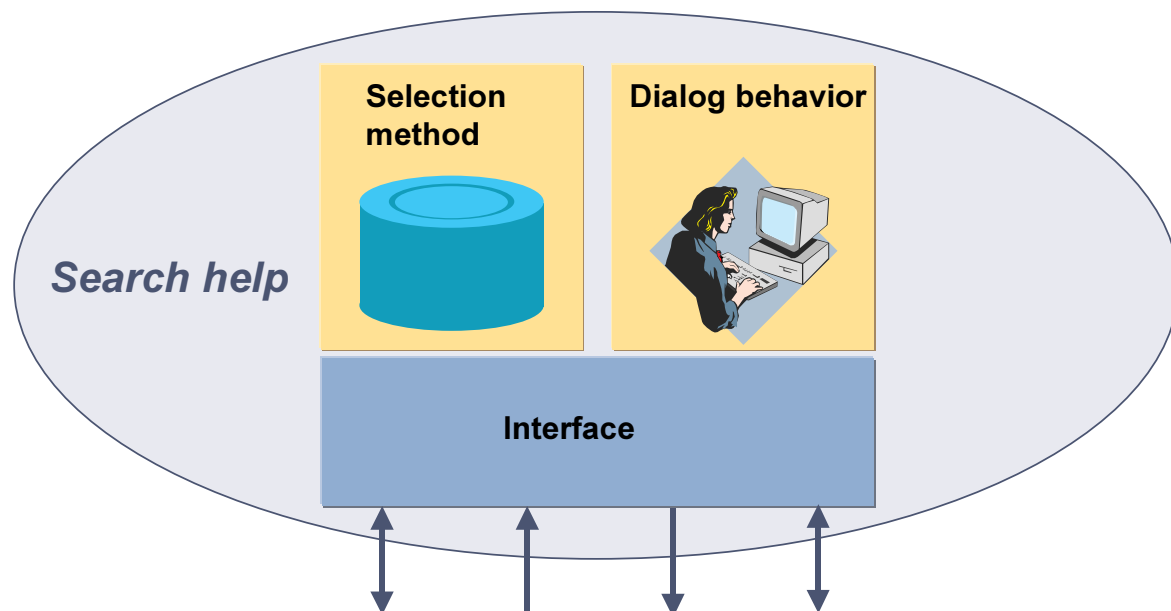 Selection
method
Dialog behavior
Search help
Interface